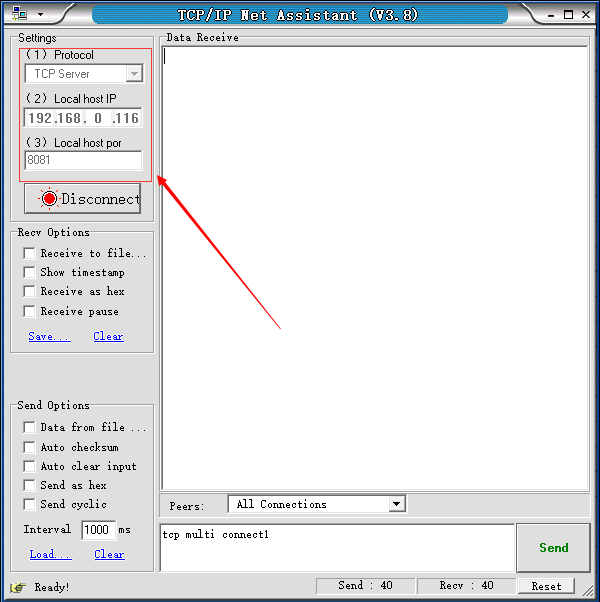 TCP/IP Net Assistant (V3.8)
Settings
(1) Protocol
TCP Server
(2) Local host IP
192.168. 0 .116
(3) Local host por
8081
Disconnect
Recv Options
Receive to file...
Show timestamp
Receive as hex
Receive pause
Save... Clear
Send Options
Data from file ...
Auto checksum
Auto clear input
Send as hex
Send cyclic
Interval 1000 ms
Load... Clear
Data Receive
Peers: All Connections
tcp multi connect1
Send
Ready! Send : 40 Recv : 40 Reset